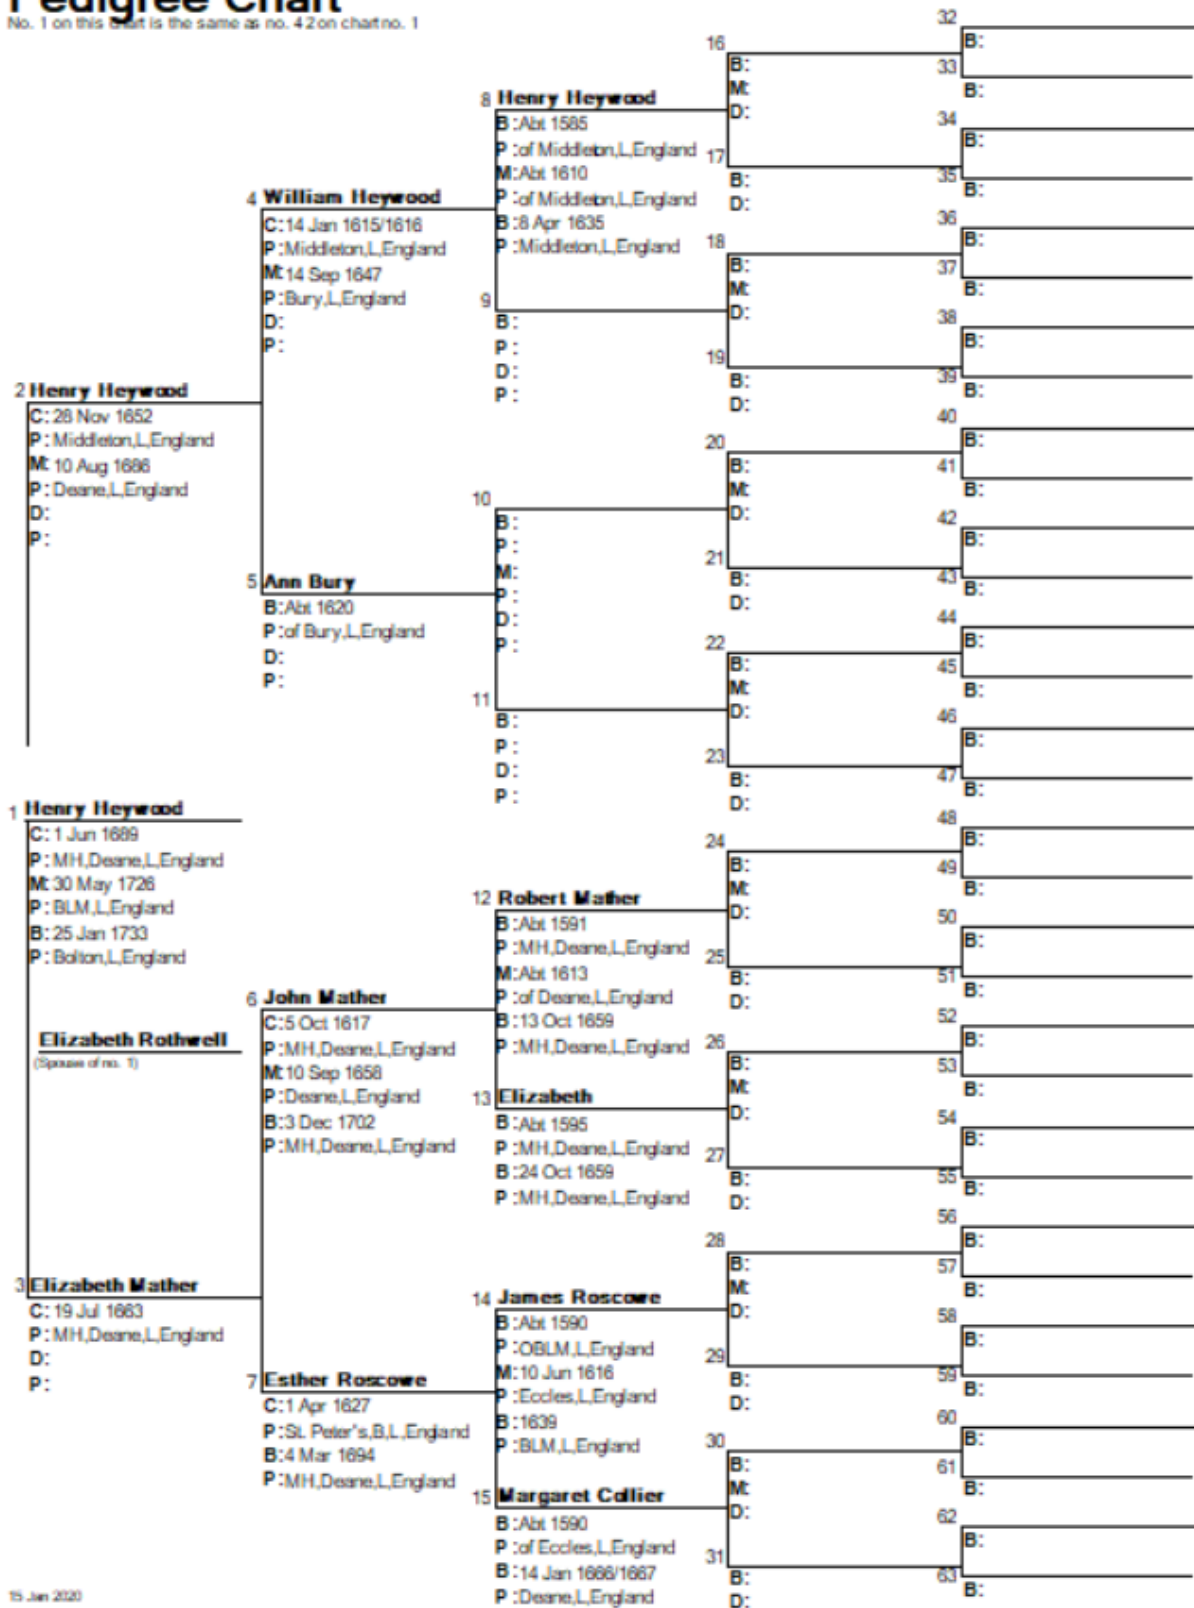 Pedigree Chart
No. 1 on this chart is the same as no. 42 on chart no. 1
2 Henry Heywood
C: 28 Nov 1652
P: Middleton,L,England
M: 10 Aug 1686
P: Deane,L,England
D:
P:
1 Henry Heywood
C: 1 Jun 1689
P: MH,Deane,L,England
M: 30 May 1726
P: BLM,L,England
B: 25 Jan 1733
P: Bolton,L,England
Elizabeth Rothwell
(Spouse of no. 1)
3 Elizabeth Mather
C: 19 Jul 1663
P: MH,Deane,L,England
D:
P:
15 Jan 2020
4 William Heywood
C: 14 Jan 1615/1616
P: Middleton,L,England
M: 14 Sep 1647
P: Bury,L,England
D:
P:
5 Ann Bury
B: Abt 1620
P: of Bury,L,England
D:
P:
6 John Mather
C: 5 Oct 1617
P: MH,Deane,L,England
M: 10 Sep 1658
P: Deane,L,England
B: 3 Dec 1702
P: MH,Deane,L,England
7 Esther Roscowe
C: 1 Apr 1627
P: St. Peter's,B,L,England
B: 4 Mar 1694
P: MH,Deane,L,England
8 Henry Heywood
B: Abt 1585
P: of Middleton,L,England
M: Abt 1610
P: of Middleton,L,England
B: 8 Apr 1635
P: Middleton,L,England
9
B:
P:
D:
P:
10
B:
P:
M:
P:
D:
P:
11
B:
P:
D:
P:
12 Robert Mather
B: Abt 1591
P: MH,Deane,L,England
M: Abt 1613
P: of Deane,L,England
B: 13 Oct 1659
P: MH,Deane,L,England
13 Elizabeth
B: Abt 1595
P: MH,Deane,L,England
B: 24 Oct 1659
P: MH,Deane,L,England
14 James Roscowe
B: Abt 1590
P: OBLM,L,England
M: 10 Jun 1616
P: Eccles,L,England
B: 1639
P: BLM,L,England
15 Margaret Collier
B: Abt 1590
P: of Eccles,L,England
B: 14 Jan 1666/1667
P: Deane,L,England
16
B:
M:
D:
17
B:
D:
18
B:
M:
D:
19
B:
D:
20
B:
M:
D:
21
B:
D:
22
B:
M:
D:
23
B:
D:
24
B:
M:
D:
25
B:
D:
26
B:
M:
D:
27
B:
D:
28
B:
M:
D:
29
B:
D:
30
B:
M:
D:
31
B:
D:
32
B:
33
B:
34
B:
35
B:
36
B:
37
B:
38
B:
39
B:
40
B:
41
B:
42
B:
43
B:
44
B:
45
B:
46
B:
47
B:
48
B:
49
B:
50
B:
51
B:
52
B:
53
B:
54
B:
55
B:
56
B:
57
B:
58
B:
59
B:
60
B:
61
B:
62
B:
63
B: